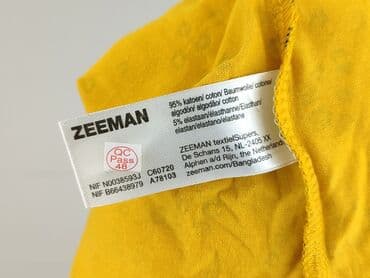 ZEEMAN
95% katoen/ coton/ Baumwolle/ cotone/
algodón/ algodão/ cotton
5% elastaan/élasthanne/Elasthan/
elastan/elastano/elastane
QC
Pass
46
NIF N0038593J C60720
NIF B66438979 A78103
ZEEMAN textielSupers,
De Schans 15, NL-2405 XX
Alphen a/d Rijn, the Netherlands
zeeman.com/Bangladesh